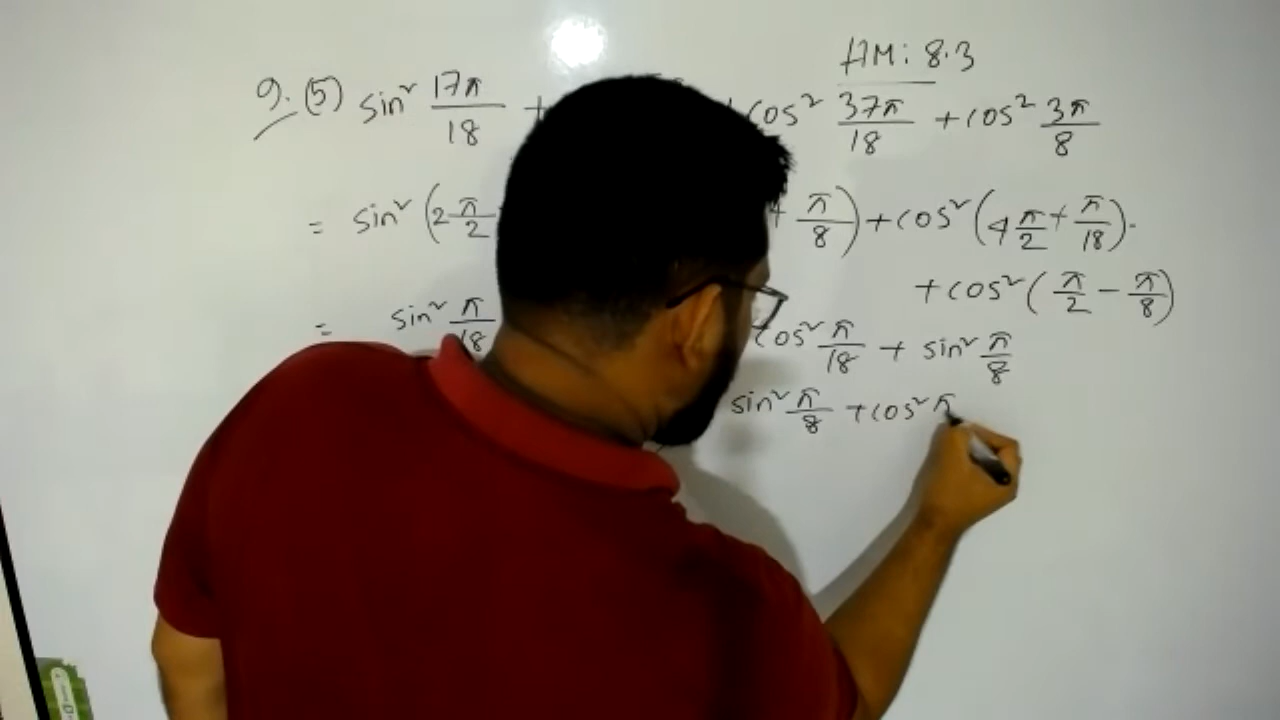 HM: 8.3
9. (5) sin² 17π/18 + cos² 37π/18 + cos² 3π/8
= sin² (2 π/2 + π/8) + cos² (4 π/2 + π/18)
+ cos² (π/2 − π/8)
= sin² π/18 cos² π/18 + sin² π/8
sin² π/8 + cos² π